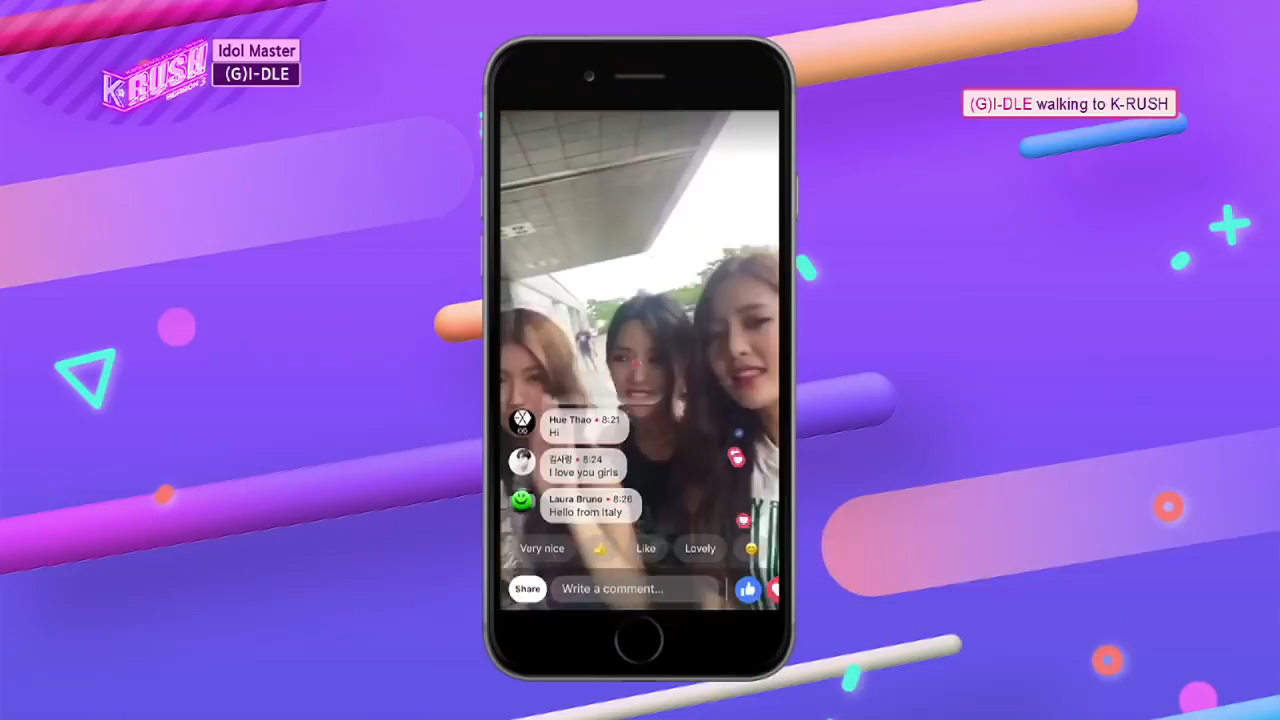 K-RUSH
SEASON 3
Idol Master
(G)I-DLE
(G)I-DLE walking to K-RUSH
Hue Thao • 8:21
Hi
김사랑 • 8:24
I love you girls
Laura Bruno • 8:26
Hello from Italy
Very nice
Like
Lovely
Share
Write a comment...